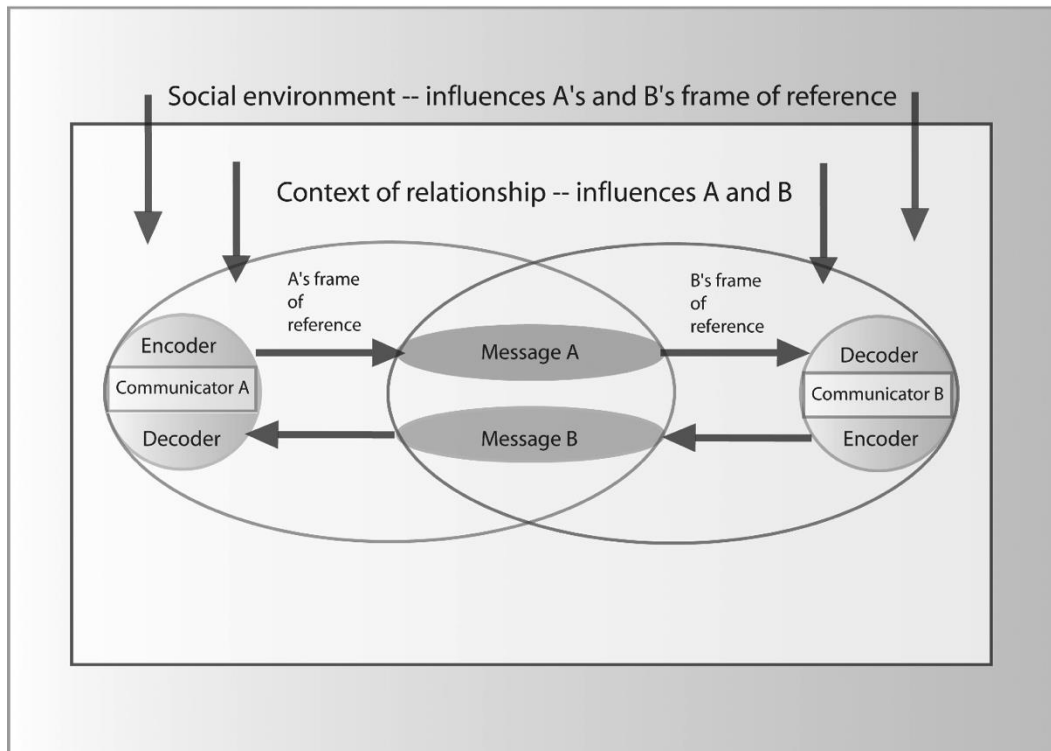 Social environment -- influences A's and B's frame of reference
Context of relationship -- influences A and B
A's frame
of
reference
B's frame
of
reference
Encoder
Communicator A
Decoder
Message A
Message B
Decoder
Communicator B
Encoder